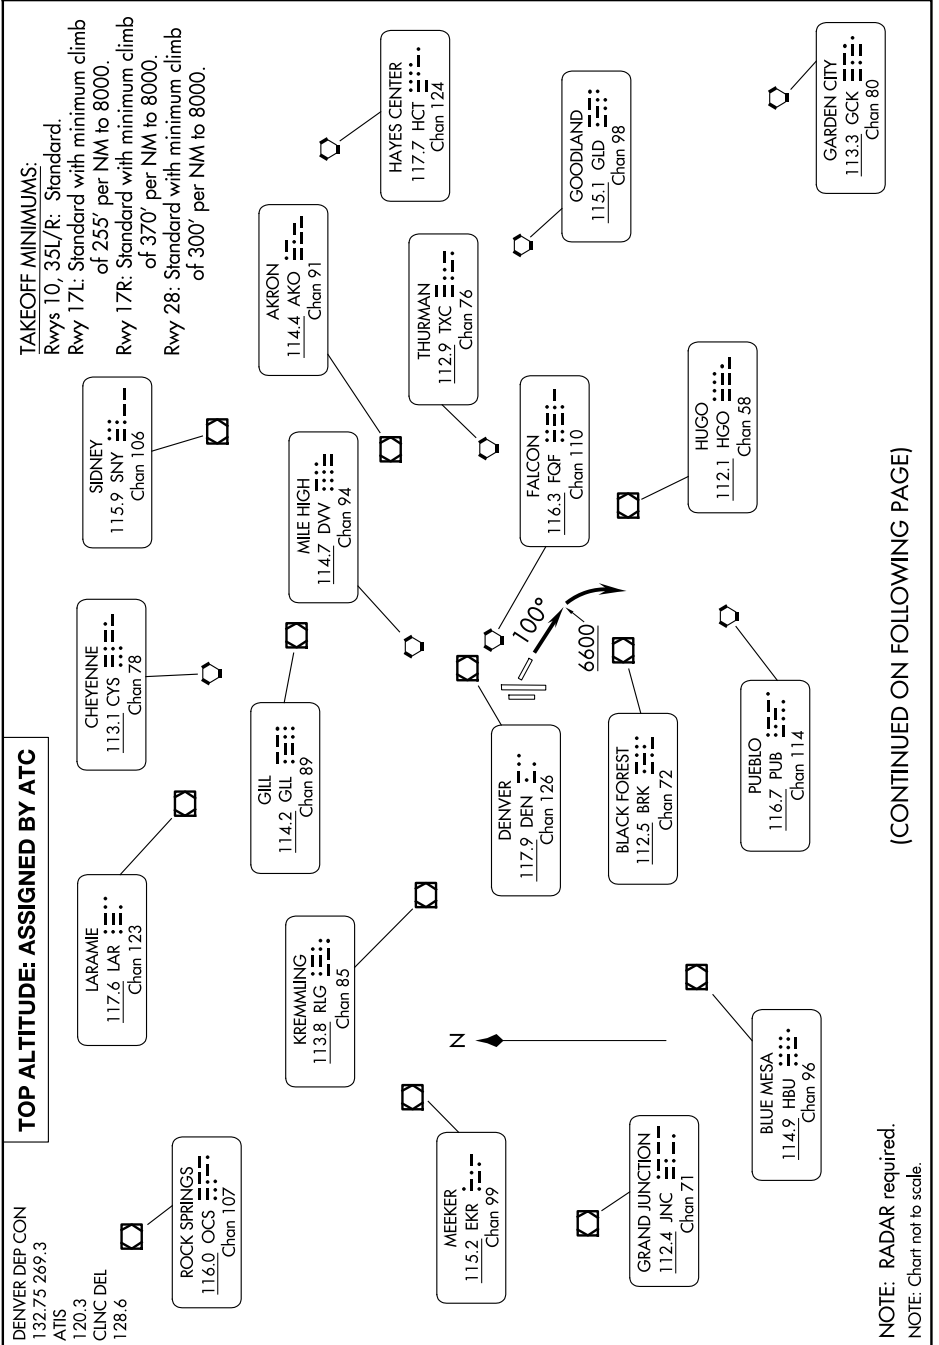 DENVER DEP CON
132.75 269.3
ATIS
120.3
CLNC DEL
128.6
TOP ALTITUDE: ASSIGNED BY ATC
TAKEOFF MINIMUMS:
Rwys 10, 35L/R: Standard.
Rwy 17L: Standard with minimum climb
of 255' per NM to 8000.
Rwy 17R: Standard with minimum climb
of 370' per NM to 8000.
Rwy 28: Standard with minimum climb
of 300' per NM to 8000.
ROCK SPRINGS
116.0 OCS
Chan 107
LARAMIE
117.6 LAR
Chan 123
CHEYENNE
113.1 CYS
Chan 78
SIDNEY
115.9 SNY
Chan 106
GILL
114.2 GLL
Chan 89
AKRON
114.4 AKO
Chan 91
HAYES CENTER
117.7 HCT
Chan 124
KREMMLING
113.8 RLG
Chan 85
MILE HIGH
114.7 DVV
Chan 94
THURMAN
112.9 TXC
Chan 76
GOODLAND
115.1 GLD
Chan 98
MEEKER
115.2 EKR
Chan 99
N
DENVER
117.9 DEN
Chan 126
FALCON
116.3 FQF
Chan 110
100°
6600
GRAND JUNCTION
112.4 JNC
Chan 71
BLACK FOREST
112.5 BRK
Chan 72
HUGO
112.1 HGO
Chan 58
GARDEN CITY
113.3 GCK
Chan 80
BLUE MESA
114.9 HBU
Chan 96
PUEBLO
116.7 PUB
Chan 114
NOTE: RADAR required.
NOTE: Chart not to scale.
(CONTINUED ON FOLLOWING PAGE)